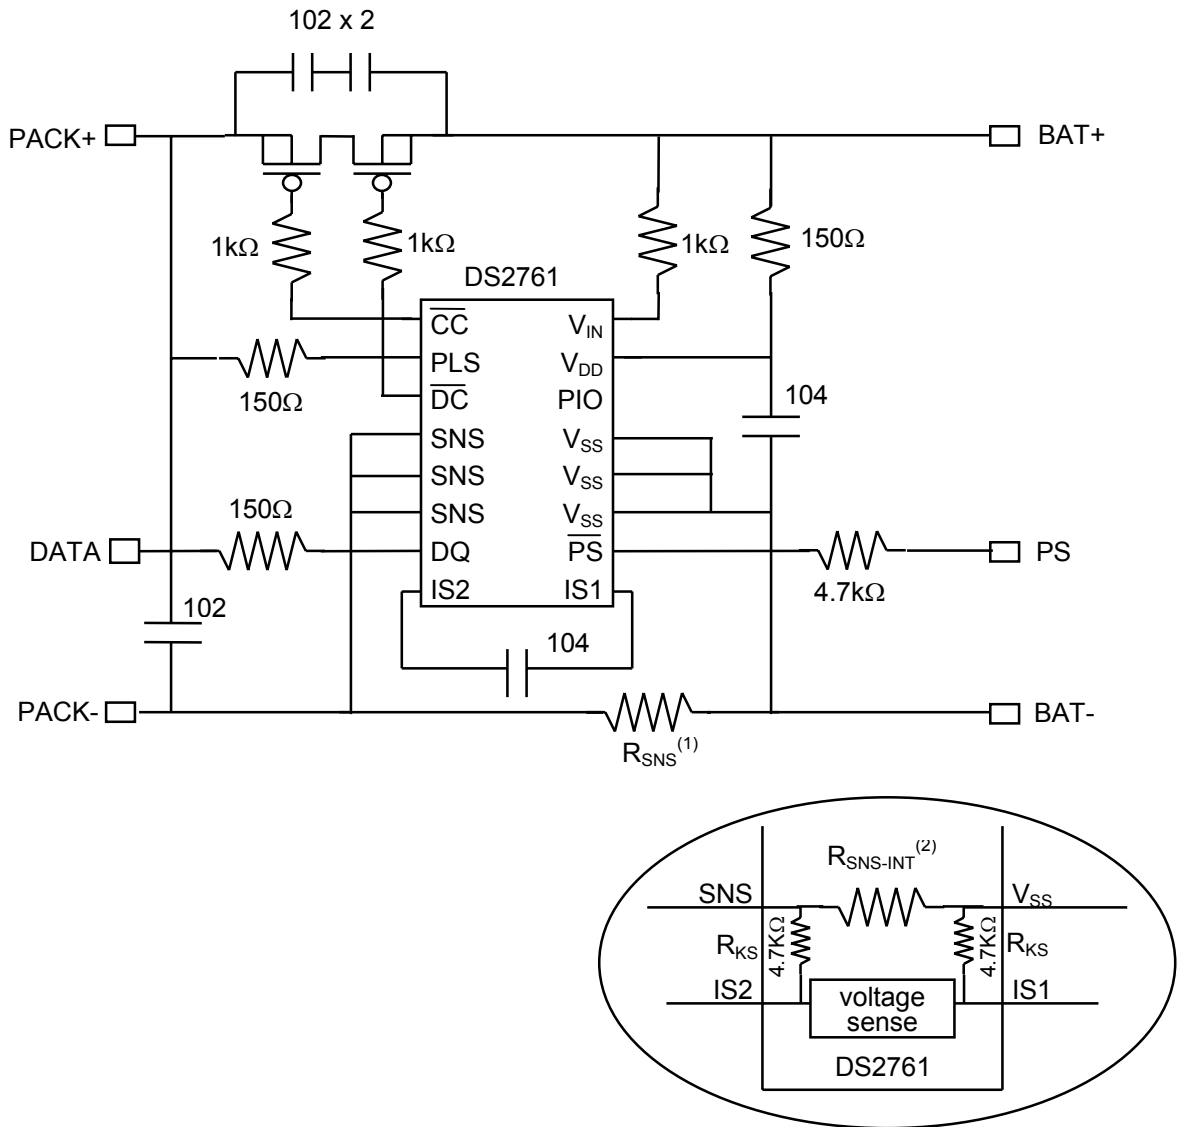 102 x 2
PACK+
BAT+
1kΩ
1kΩ
1kΩ
150Ω
DS2761
CC
VIN
PLS
VDD
150Ω
DC
PIO
104
SNS
VSS
SNS
VSS
150Ω
SNS
VSS
DATA
DQ
PS
PS
4.7kΩ
IS2
IS1
102
104
PACK-
BAT-
RSNS(1)
RSNS-INT(2)
SNS
VSS
RKS
4.7KΩ
4.7KΩ
RKS
IS2
voltage
sense
IS1
DS2761